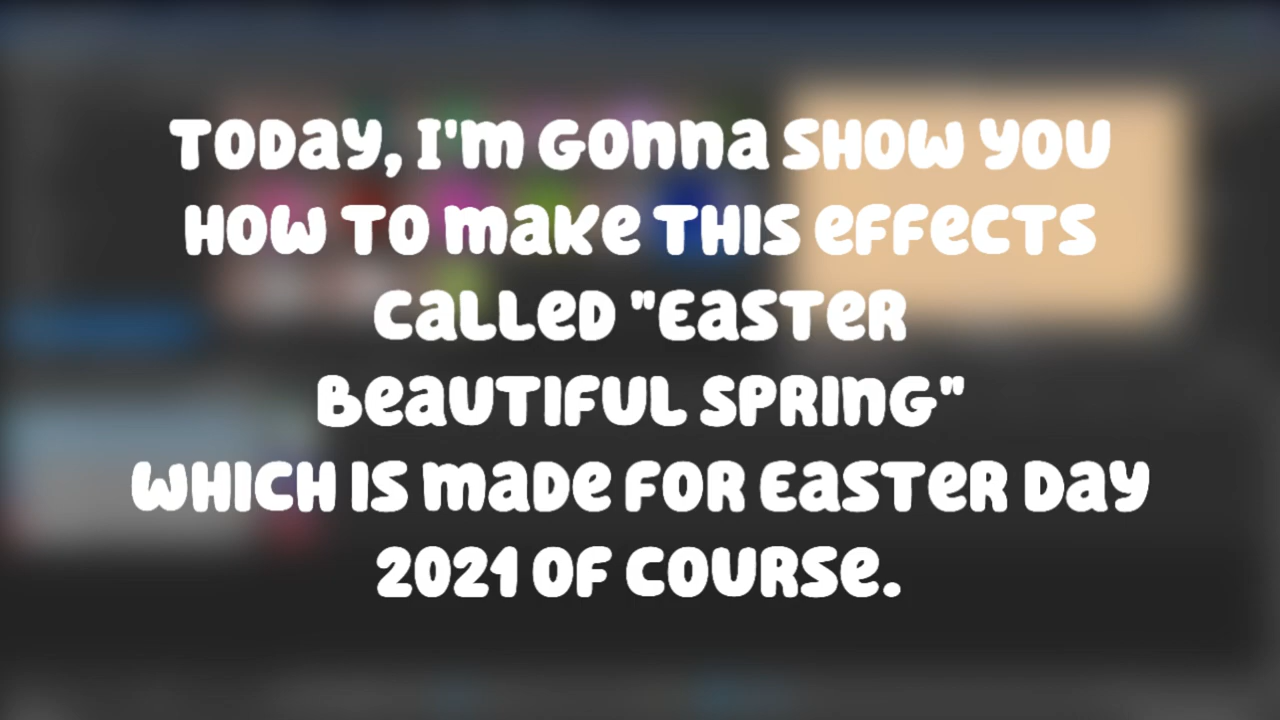 Today, I'm gonna show you
how to make this effects
called "Easter
Beautiful Spring"
which is made for Easter Day
2021 of course.